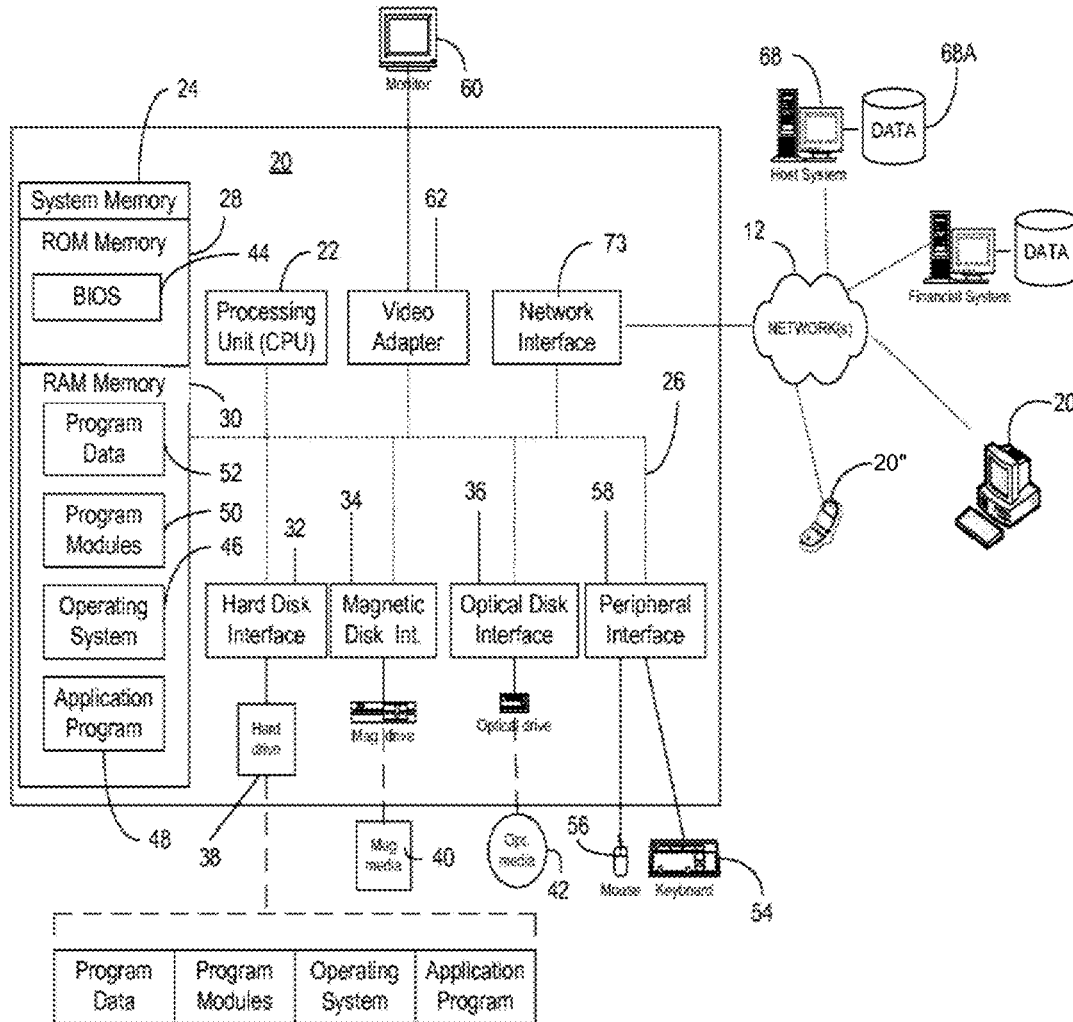 Monitor
60
24
20
System Memory
28
ROM Memory
44
BIOS
22
Processing
Unit (CPU)
62
Video
Adapter
73
Network
Interface
68
68A
DATA
Host System
12
DATA
Financial System
NETWORK(s)
RAM Memory
30
Program
Data
52
50
Program
Modules
46
Operating
System
Application
Program
48
26
32
34
36
58
Hard Disk
Interface
Magnetic
Disk Int.
Optical Disk
Interface
Peripheral
Interface
20"
20
Hard
drive
38
Mag drive
Optical drive
Mag
media
40
Opt.
media
42
56
Mouse
Keyboard
54
Program
Data
Program
Modules
Operating
System
Application
Program